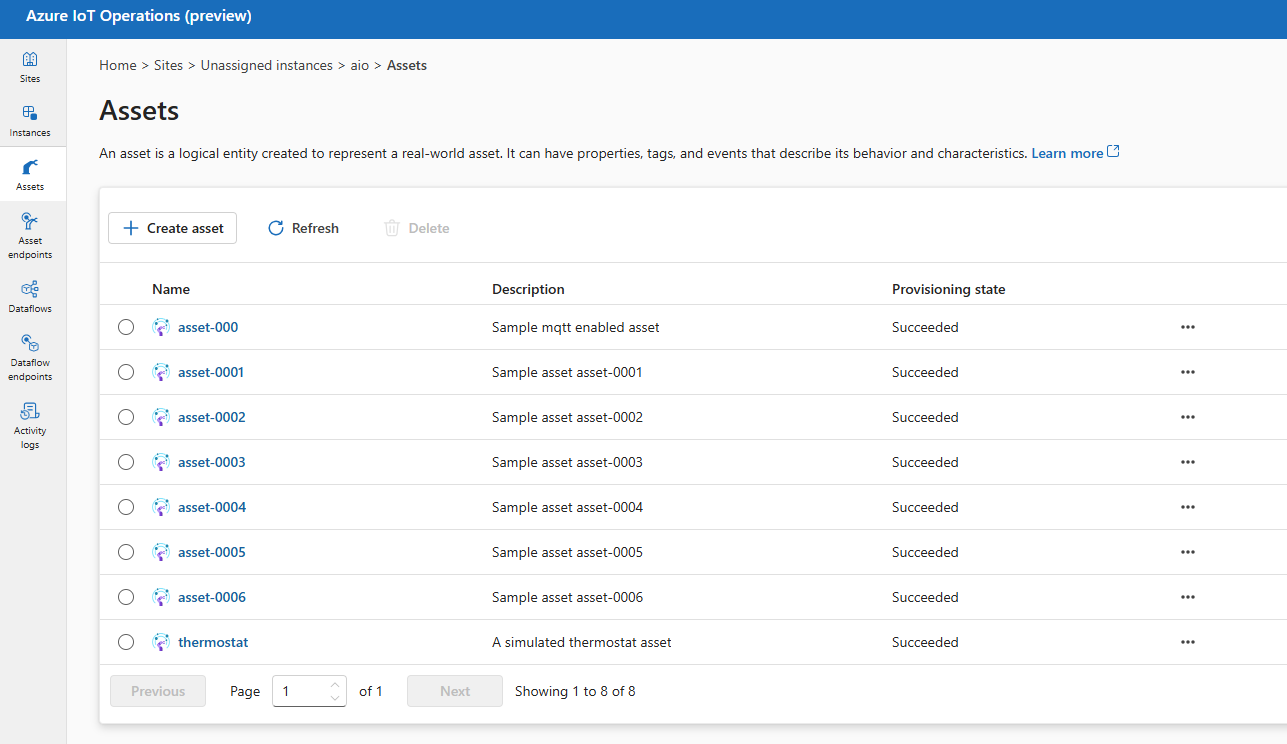 Azure IoT Operations (preview)
Sites
Instances
Assets
Asset
endpoints
Dataflows
Dataflow
endpoints
Activity
logs
Home > Sites > Unassigned instances > aio > Assets
Assets
An asset is a logical entity created to represent a real-world asset. It can have properties, tags, and events that describe its behavior and characteristics. Learn more
Create asset Refresh Delete
Name Description Provisioning state
asset-000 Sample mqtt enabled asset Succeeded
asset-0001 Sample asset asset-0001 Succeeded
asset-0002 Sample asset asset-0002 Succeeded
asset-0003 Sample asset asset-0003 Succeeded
asset-0004 Sample asset asset-0004 Succeeded
asset-0005 Sample asset asset-0005 Succeeded
asset-0006 Sample asset asset-0006 Succeeded
thermostat A simulated thermostat asset Succeeded
Previous Page 1 of 1 Next Showing 1 to 8 of 8